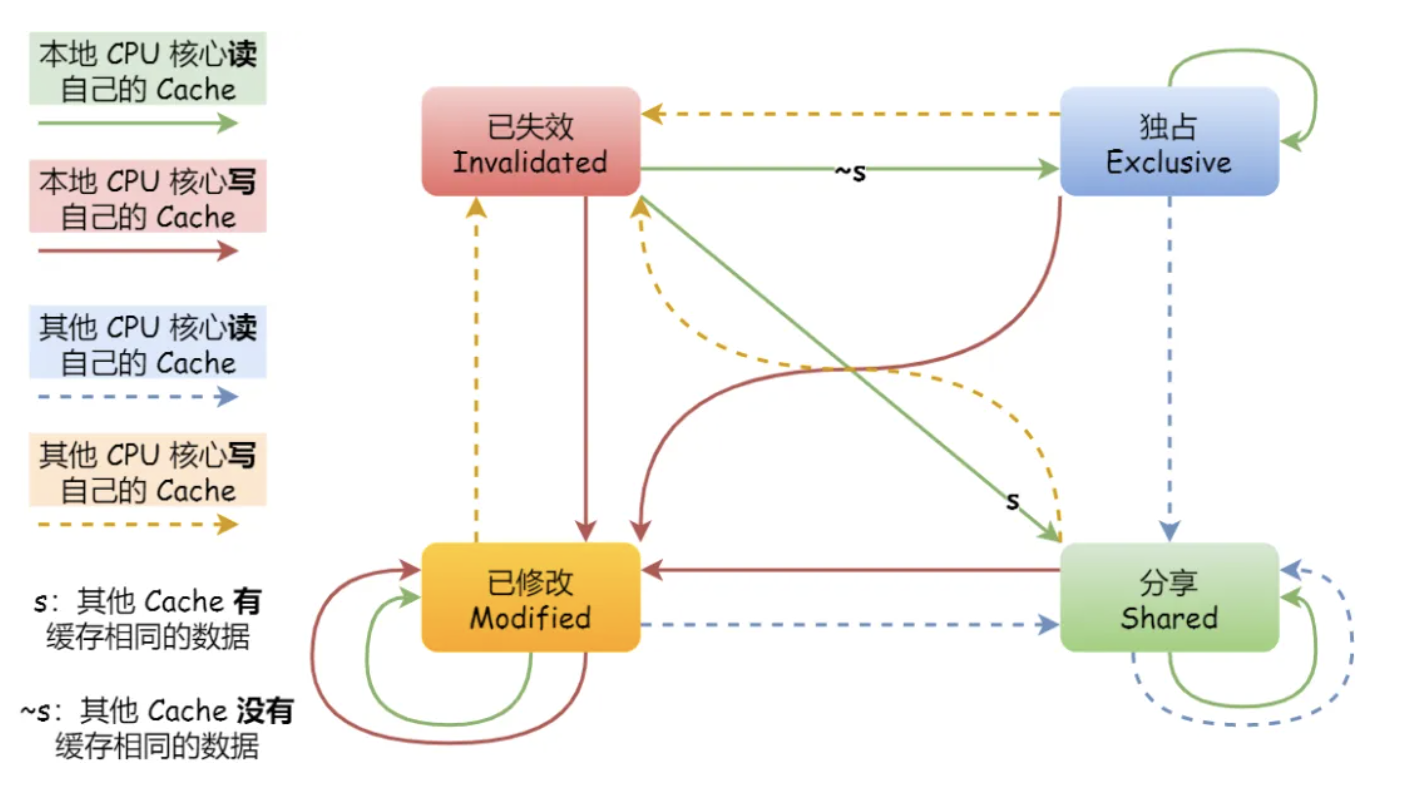 本地 CPU 核心读
自己的 Cache
本地 CPU 核心写
自己的 Cache
其他 CPU 核心读
自己的 Cache
其他 CPU 核心写
自己的 Cache
s：其他 Cache 有
缓存相同的数据
~s：其他 Cache 没有
缓存相同的数据
已失效
Invalidated
~s
独占
Exclusive
s
已修改
Modified
分享
Shared